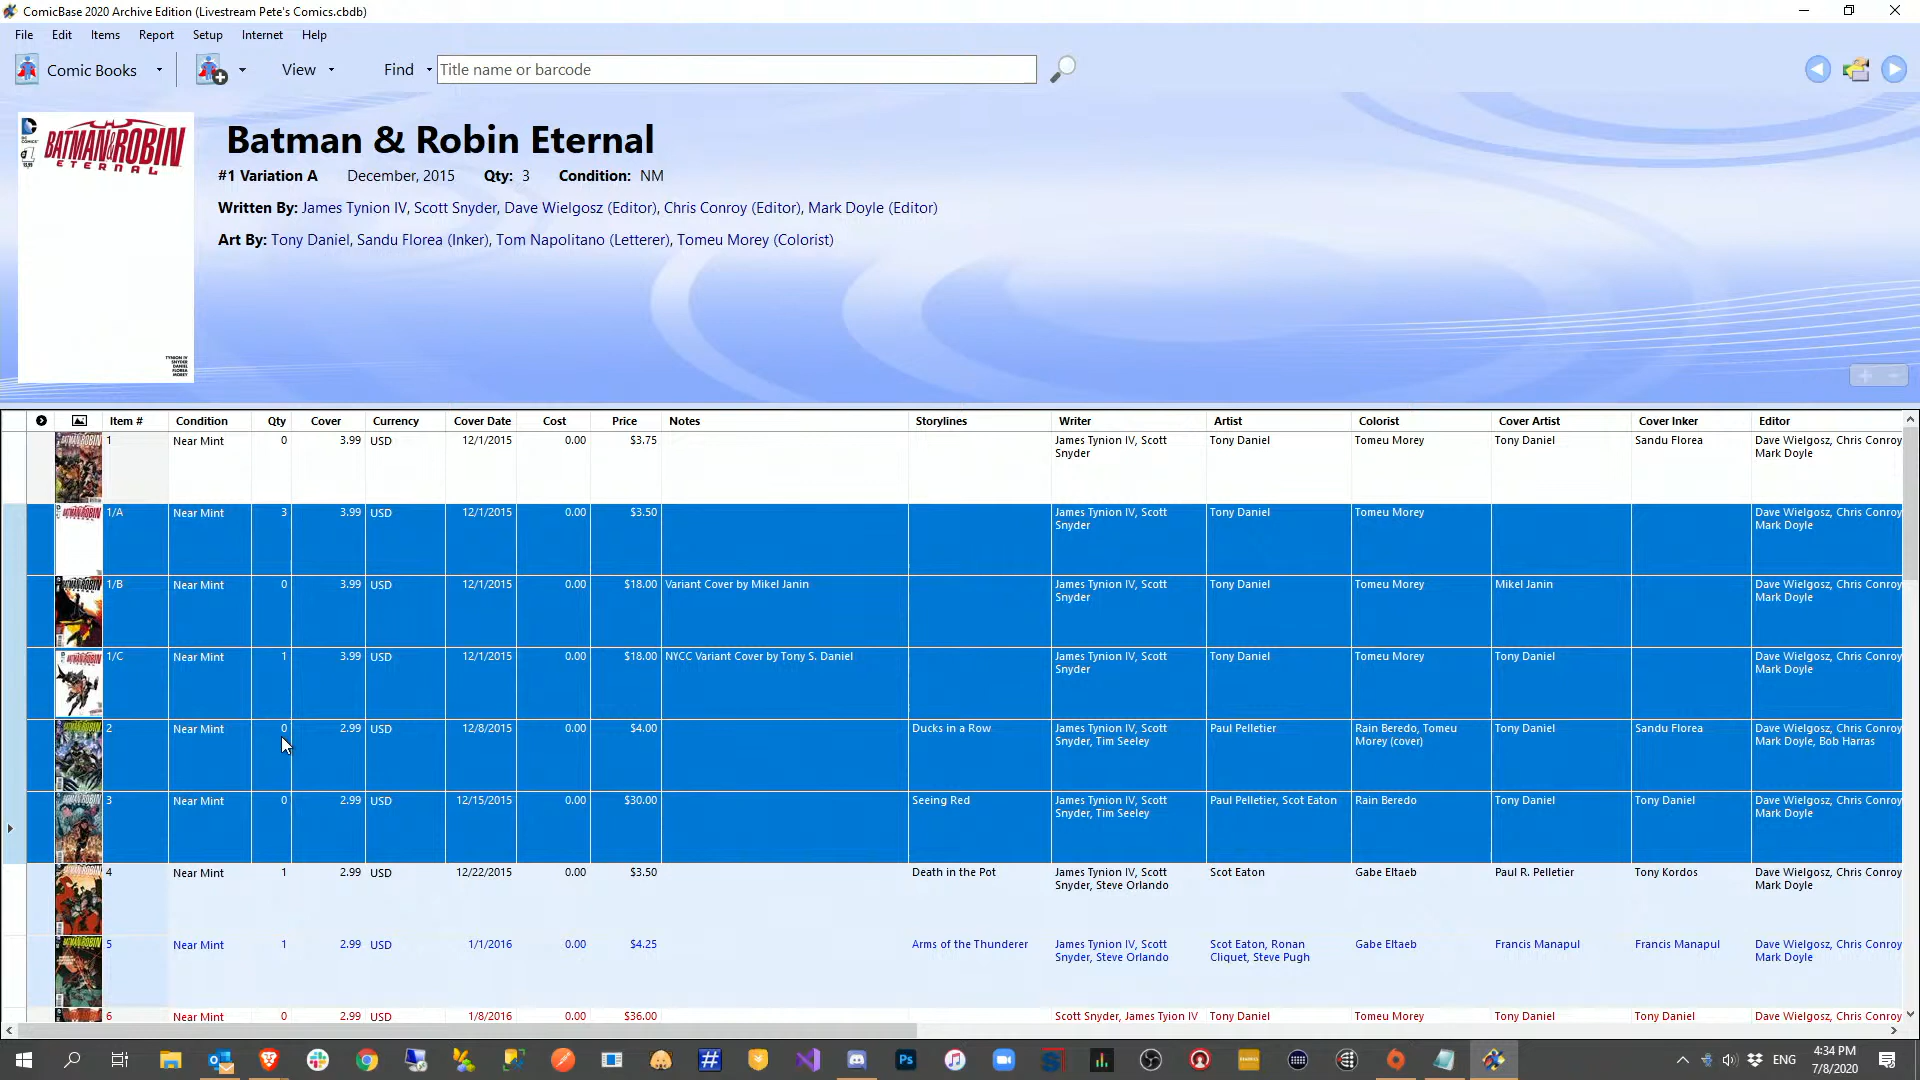 ComicBase 2020 Archive Edition (Livestream Pete's Comics.cbdb)
File Edit Items Report Setup Internet Help
Comic Books View Find Title name or barcode
DC COMICS
#1
$3.99
BATMAN & ROBIN
ETERNAL
TYNION IV
SNYDER
DANIEL
FLOREA
MOREY
Batman & Robin Eternal
#1 Variation A December, 2015 Qty: 3 Condition: NM
Written By: James Tynion IV, Scott Snyder, Dave Wielgosz (Editor), Chris Conroy (Editor), Mark Doyle (Editor)
Art By: Tony Daniel, Sandu Florea (Inker), Tom Napolitano (Letterer), Tomeu Morey (Colorist)
Item # Condition Qty Cover Currency Cover Date Cost Price Notes Storylines Writer Artist Colorist Cover Artist Cover Inker Editor
1 Near Mint 0 3.99 USD 12/1/2015 0.00 $3.75 James Tynion IV, Scott Tony Daniel Tomeu Morey Tony Daniel Sandu Florea Dave Wielgosz, Chris Conroy
Snyder Mark Doyle
1/A Near Mint 3 3.99 USD 12/1/2015 0.00 $3.50 James Tynion IV, Scott Tony Daniel Tomeu Morey Dave Wielgosz, Chris Conroy
Snyder Mark Doyle
1/B Near Mint 0 3.99 USD 12/1/2015 0.00 $18.00 Variant Cover by Mikel Janin James Tynion IV, Scott Tony Daniel Tomeu Morey Mikel Janin Dave Wielgosz, Chris Conroy
Snyder Mark Doyle
1/C Near Mint 1 3.99 USD 12/1/2015 0.00 $18.00 NYCC Variant Cover by Tony S. Daniel James Tynion IV, Scott Tony Daniel Tomeu Morey Tony Daniel Dave Wielgosz, Chris Conroy
Snyder Mark Doyle
2 Near Mint 0 2.99 USD 12/8/2015 0.00 $4.00 Ducks in a Row James Tynion IV, Scott Paul Pelletier Rain Beredo, Tomeu Tony Daniel Sandu Florea Dave Wielgosz, Chris Conroy
Snyder, Tim Seeley Morey (cover) Mark Doyle, Bob Harras
3 Near Mint 0 2.99 USD 12/15/2015 0.00 $30.00 Seeing Red James Tynion IV, Scott Paul Pelletier, Scot Eaton Rain Beredo Tony Daniel Tony Daniel Dave Wielgosz, Chris Conroy
Snyder, Tim Seeley Mark Doyle
4 Near Mint 1 2.99 USD 12/22/2015 0.00 $3.50 Death in the Pot James Tynion IV, Scott Scot Eaton Gabe Eltaeb Paul R. Pelletier Tony Kordos Dave Wielgosz, Chris Conroy
Snyder, Steve Orlando Mark Doyle
5 Near Mint 1 2.99 USD 1/1/2016 0.00 $4.25 Arms of the Thunderer James Tynion IV, Scott Scot Eaton, Ronan Gabe Eltaeb Francis Manapul Francis Manapul Dave Wielgosz, Chris Conroy
Snyder, Steve Orlando Cliquet, Steve Pugh Mark Doyle
6 Near Mint 0 2.99 USD 1/8/2016 0.00 $36.00 Scott Snyder, James Tyion IV Tony Daniel Tomeu Morey Tony Daniel Tony Daniel Dave Wielgosz, Chris Conroy
Ps ENG 4:34 PM
7/8/2020